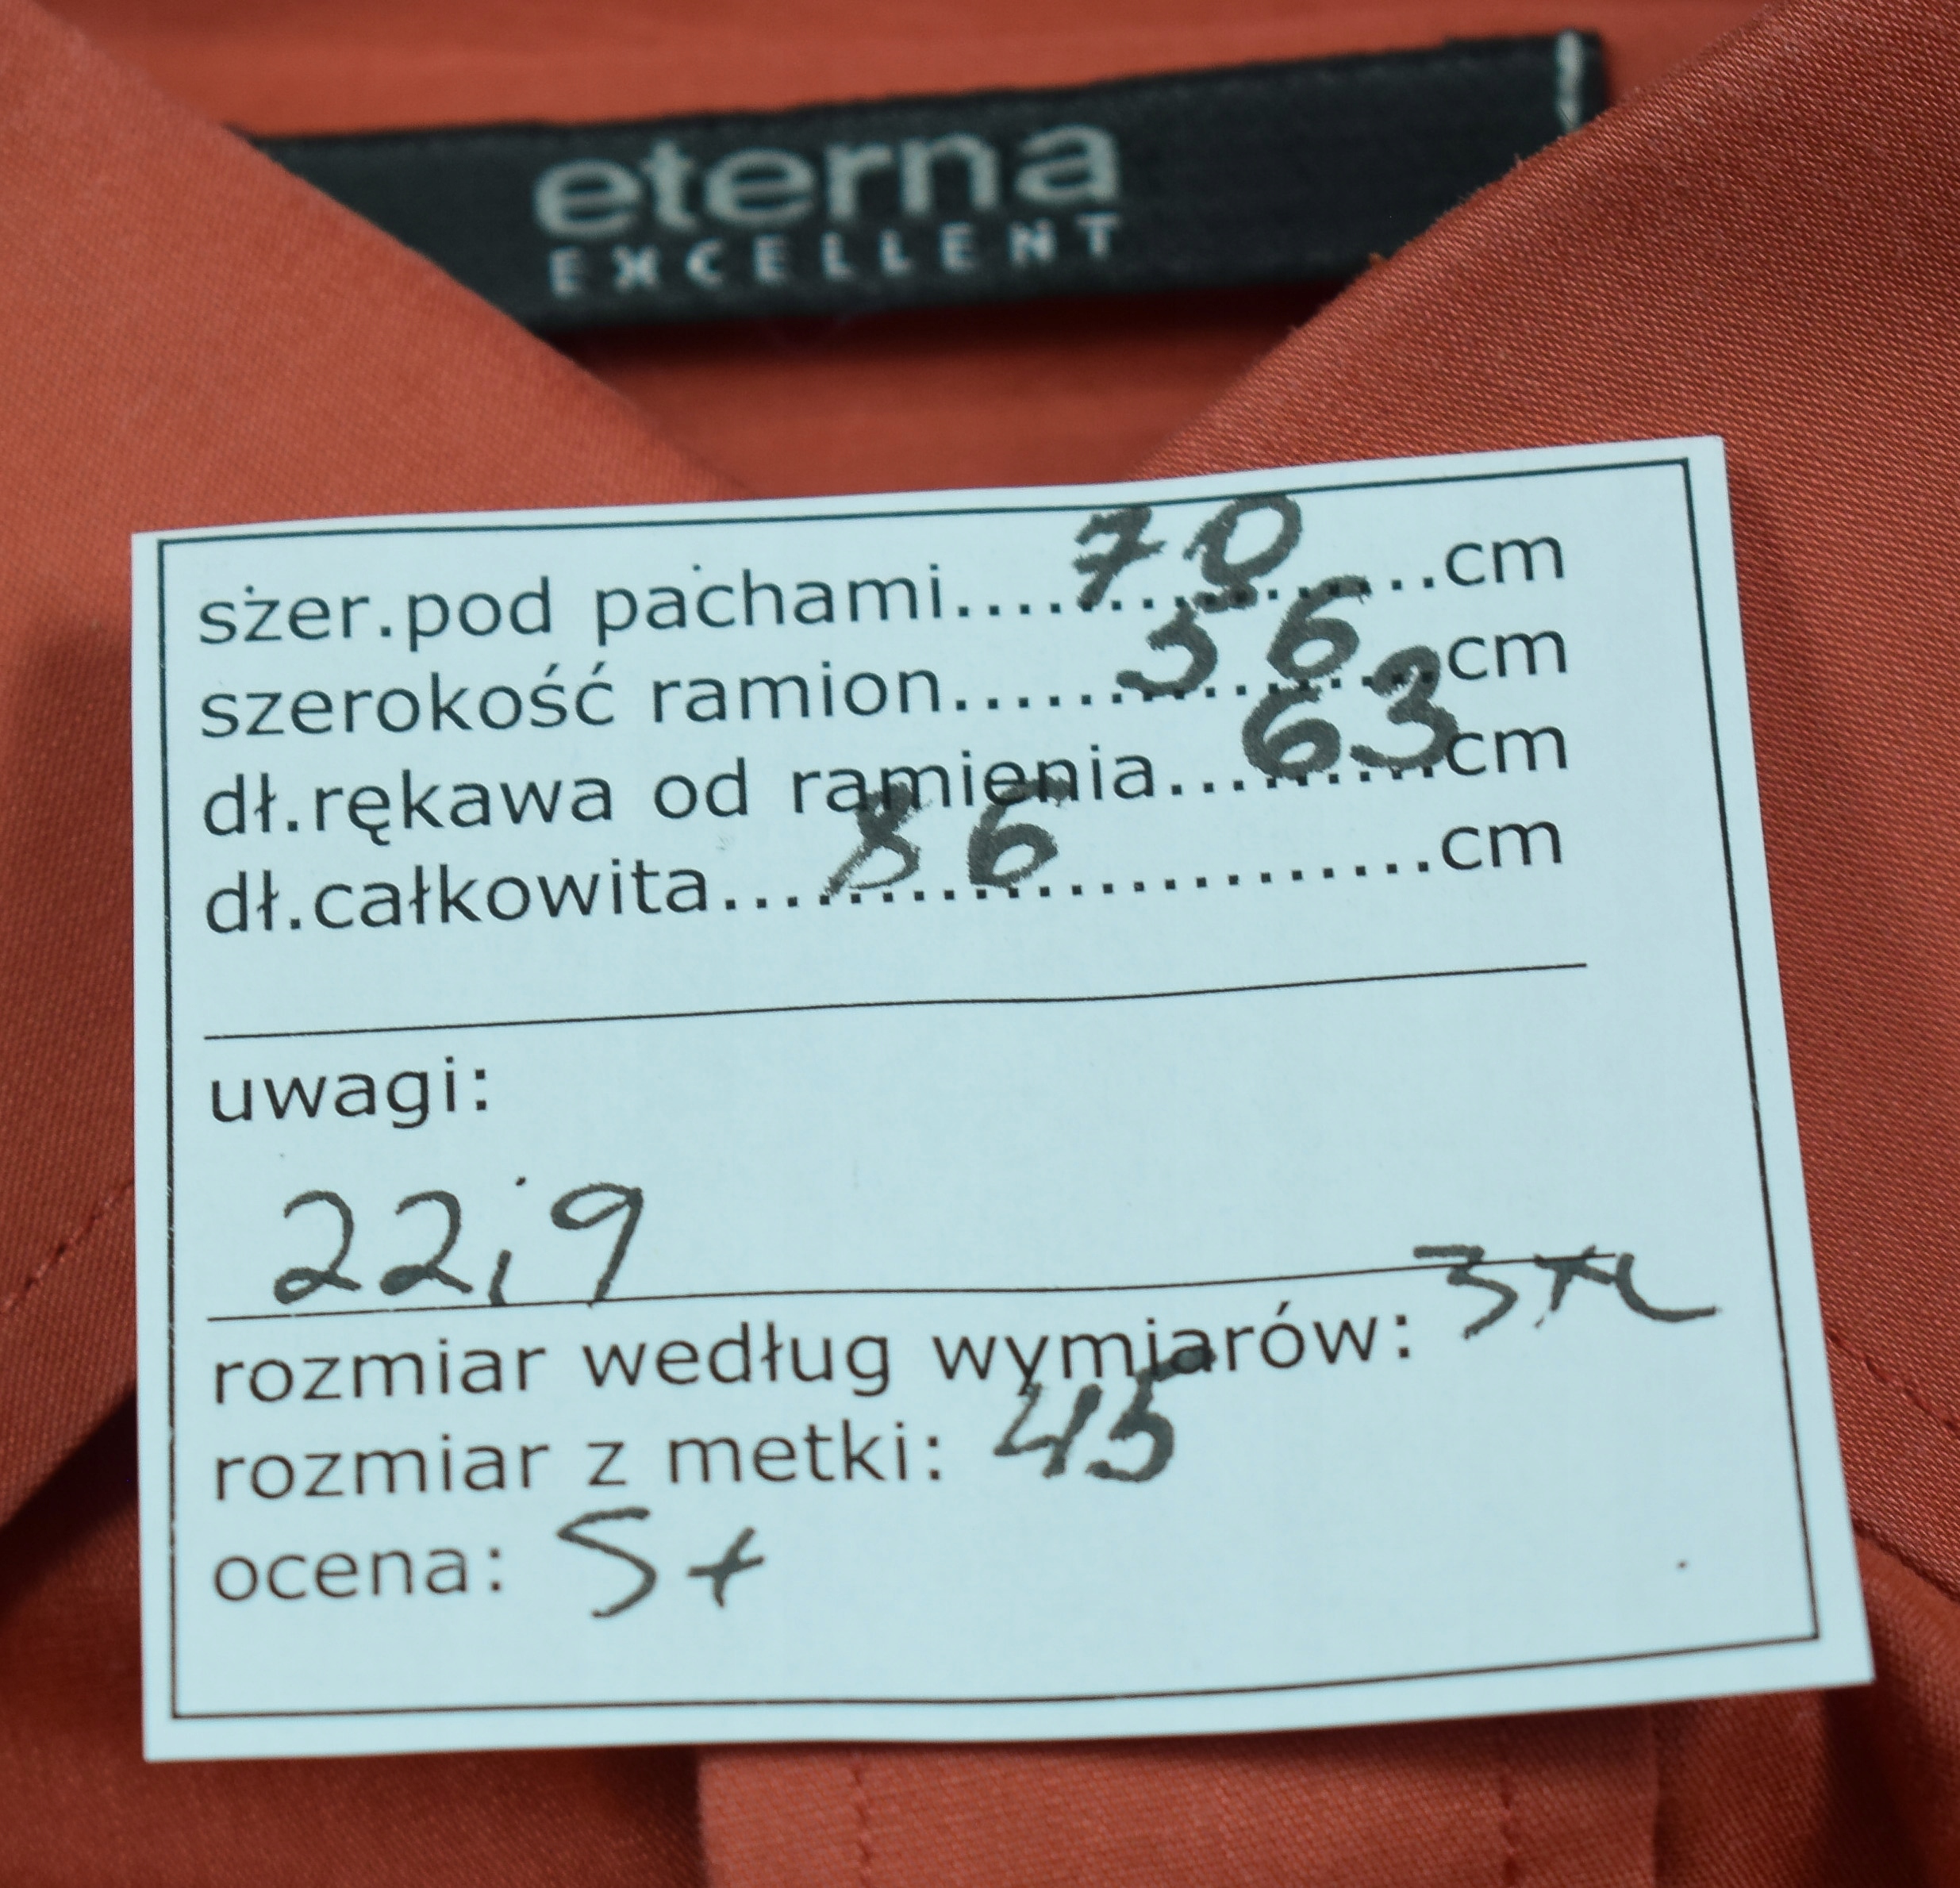 eterna
EXCELLENT
szer.pod pachami....70....cm
szerokość ramion....56....cm
dł.rękawa od ramienia....63....cm
dł.całkowita....86....cm
uwagi:
22,9
rozmiar według wymiarów: 3XL
rozmiar z metki: 45
ocena: 5+